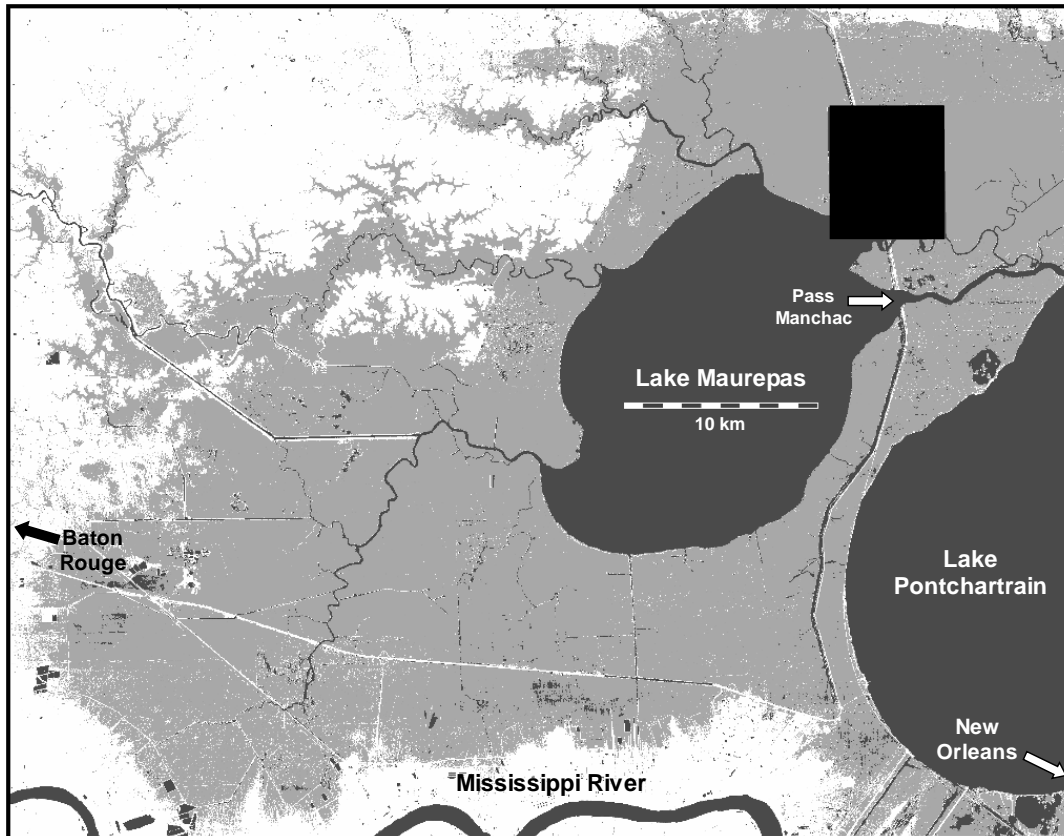 Pass
Manchac
Lake Maurepas
10 km
Baton
Rouge
Lake
Pontchartrain
New
Orleans
Mississippi River